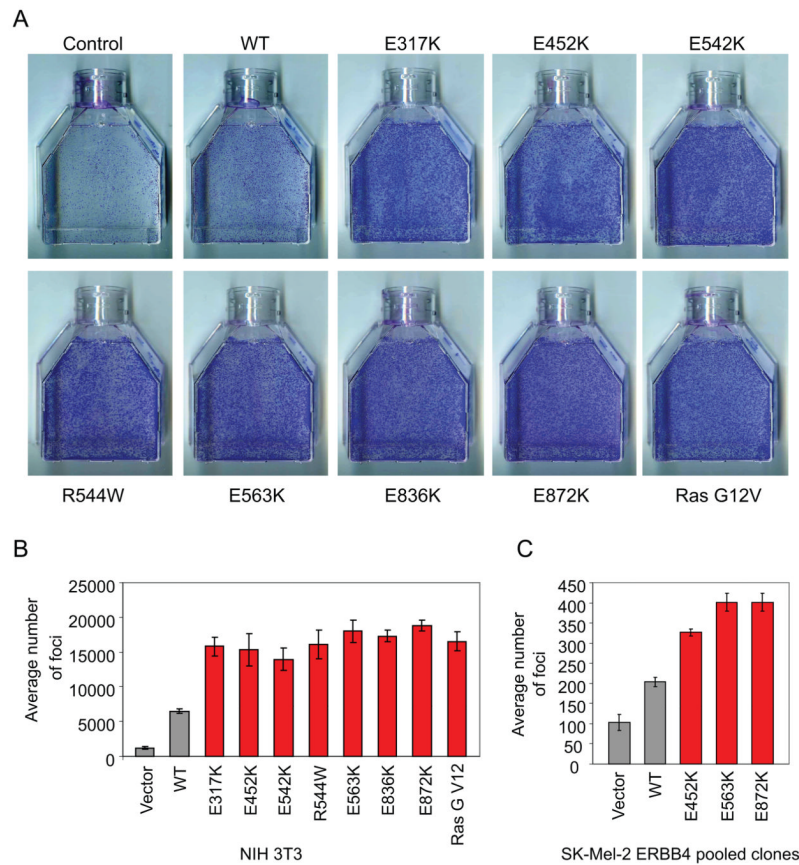 A
Control WT E317K E452K E542K
R544W E563K E836K E872K Ras G12V
B
Average number
of foci
25000
20000
15000
10000
5000
0
Vector
WT
E317K
E452K
E542K
R544W
E563K
E836K
E872K
Ras G V12
NIH 3T3
C
Average number
of foci
450
400
350
300
250
200
150
100
50
0
Vector
WT
E452K
E563K
E872K
SK-Mel-2 ERBB4 pooled clones